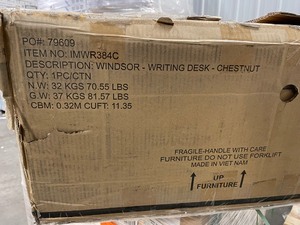 PO#: 79609
ITEM NO: IMWR384C
DESCRIPTION: WINDSOR - WRITING DESK - CHESTNUT
QTY: 1PC/CTN
N.W: 32 KGS 70.55 LBS
G.W: 37 KGS 81.57 LBS
CBM: 0.32M CUFT: 11.35
FRAGILE-HANDLE WITH CARE
FURNITURE DO NOT USE FORKLIFT
MADE IN VIET NAM
UP
FURNITURE